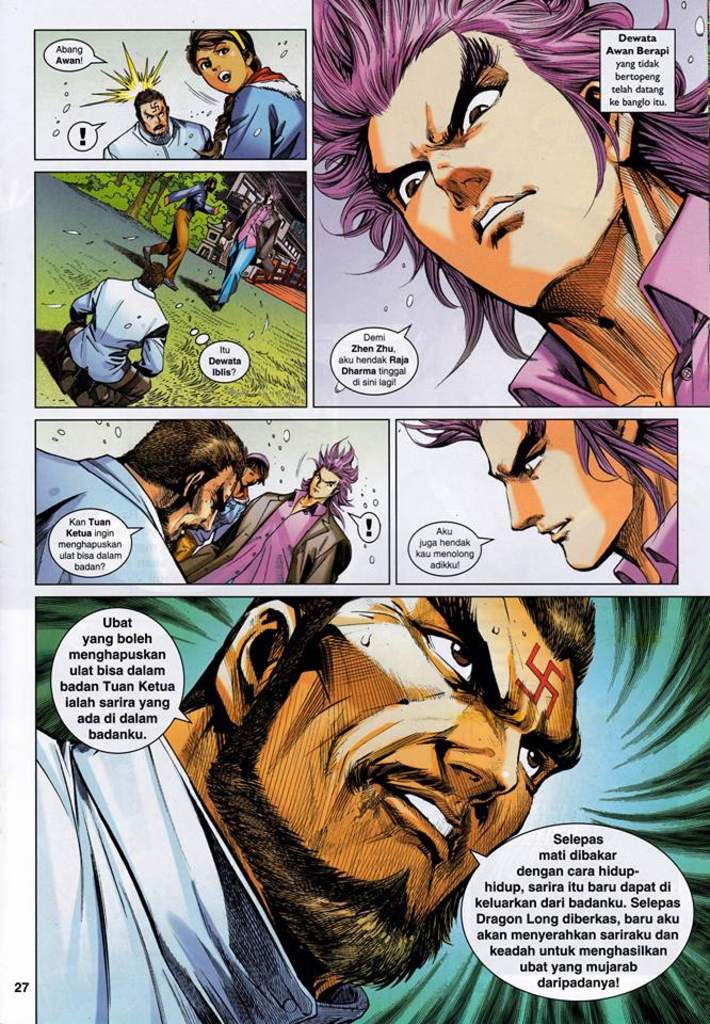 Abang
Awan!
!
Dewata
Awan Berapi
yang tidak
bertopeng
telah datang
ke banglo itu.
Itu
Dewata
Iblis?
Demi
Zhen Zhu,
aku hendak Raja
Dharma tinggal
di sini lagi!
Kan Tuan
Ketua ingin
menghapuskan
ulat bisa dalam
badan?
!
Aku
juga hendak
kau menolong
adikku!
Ubat
yang boleh
menghapuskan
ulat bisa dalam
badan Tuan Ketua
ialah sarira yang
ada di dalam
badanku.
Selepas
mati dibakar
dengan cara hidup-
hidup, sarira itu baru dapat di
keluarkan dari badanku. Selepas
Dragon Long diberkas, baru aku
akan menyerahkan sariraku dan
keadah untuk menghasilkan
ubat yang mujarab
daripadanya!
27